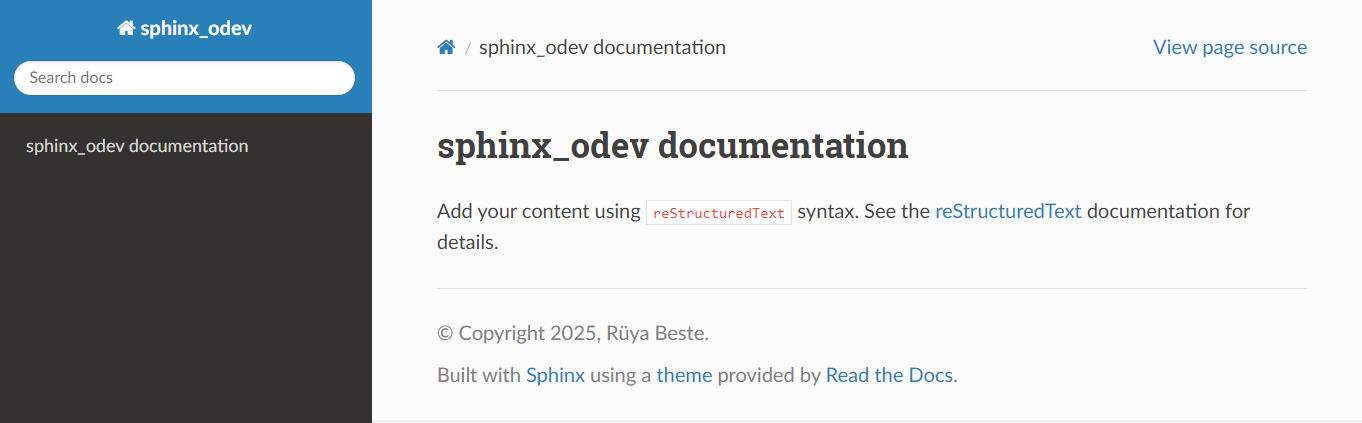 sphinx_odev
Search docs
sphinx_odev documentation
/ sphinx_odev documentation
View page source
sphinx_odev documentation
Add your content using reStructuredText syntax. See the reStructuredText documentation for
details.
© Copyright 2025, Rüya Beste.
Built with Sphinx using a theme provided by Read the Docs.